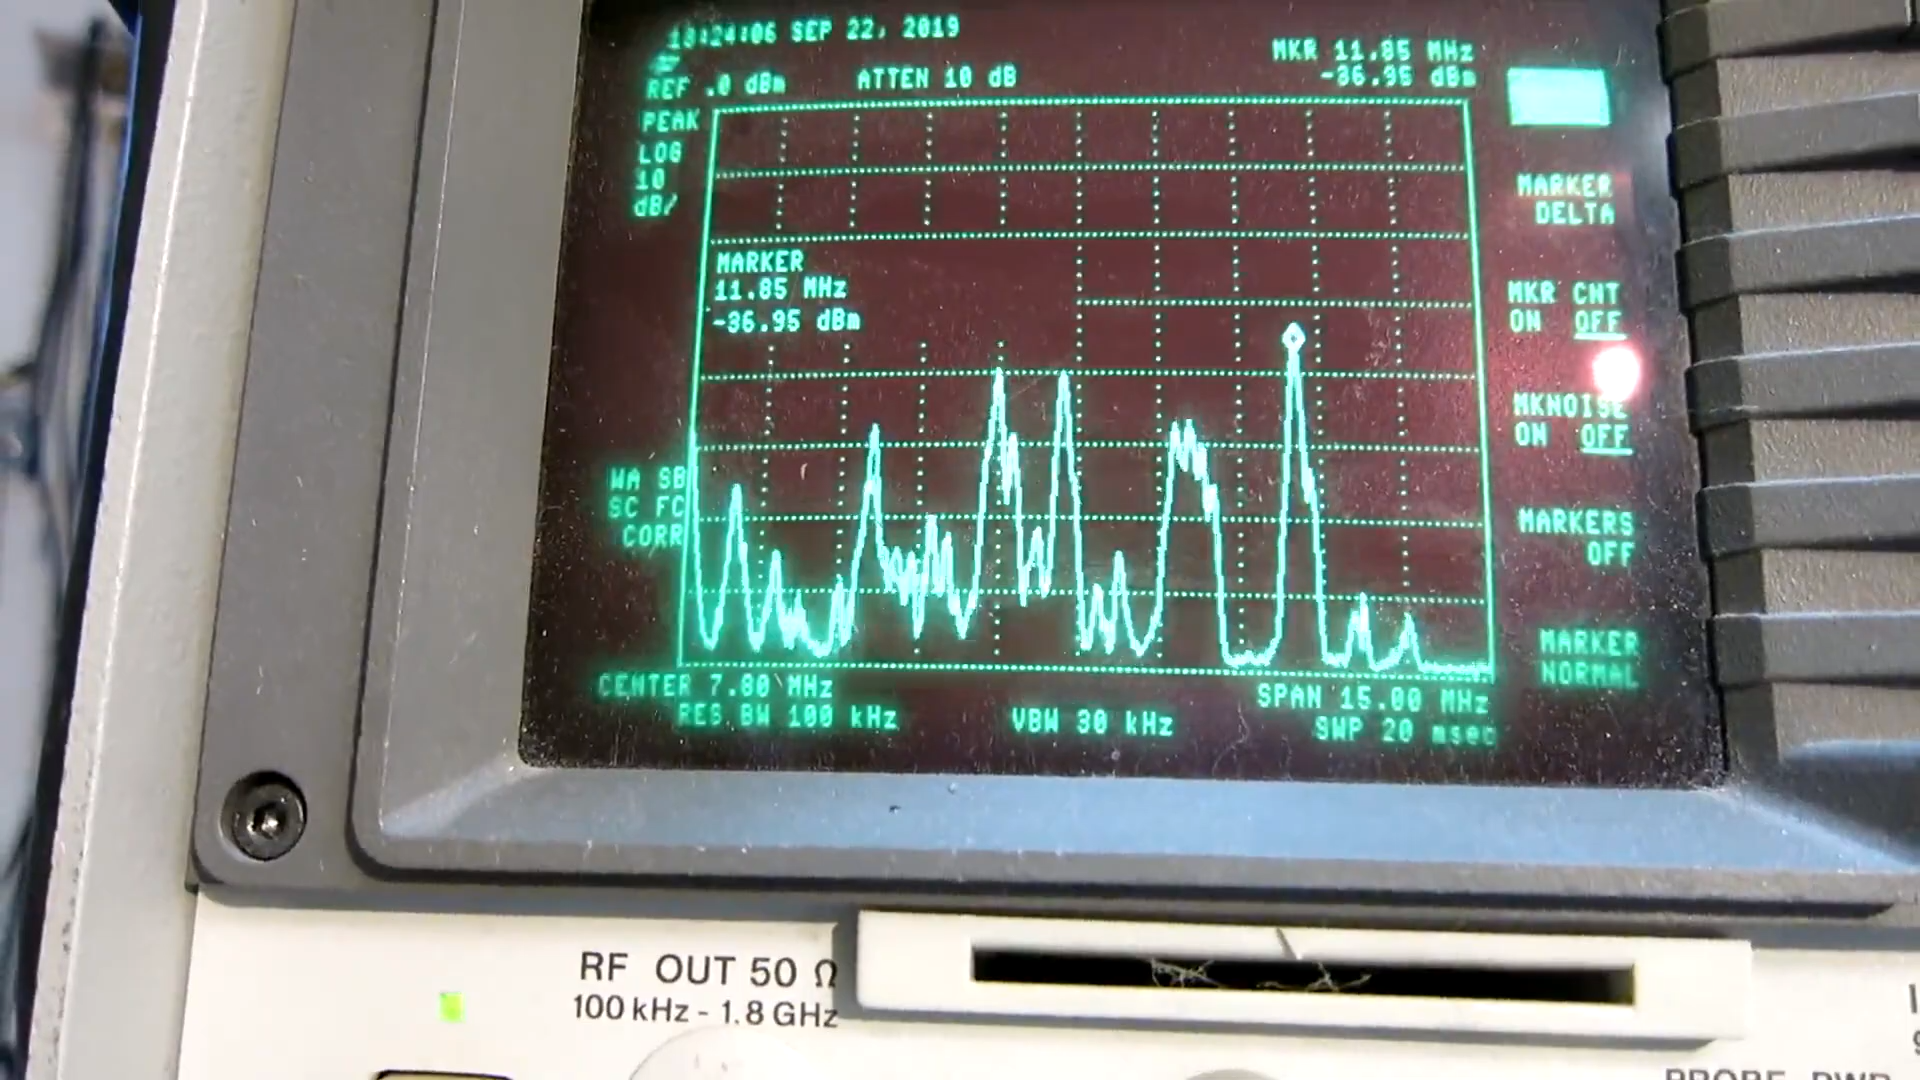 18:24:06 SEP 22, 2019
MKR 11.85 MHz
-36.95 dBm
REF .0 dBm
ATTEN 10 dB
PEAK
LOG
10
dB/
MARKER
11.85 MHz
-36.95 dBm
WA SB
SC FC
CORR
CENTER 7.80 MHz
SPAN 15.00 MHz
RES BW 100 kHz
VBW 30 kHz
SWP 20 msec
MARKER
DELTA
MKR CNT
ON OFF
MKNOISE
ON OFF
MARKERS
OFF
MARKER
NORMAL
RF OUT 50 Ω
100 kHz - 1.8 GHz